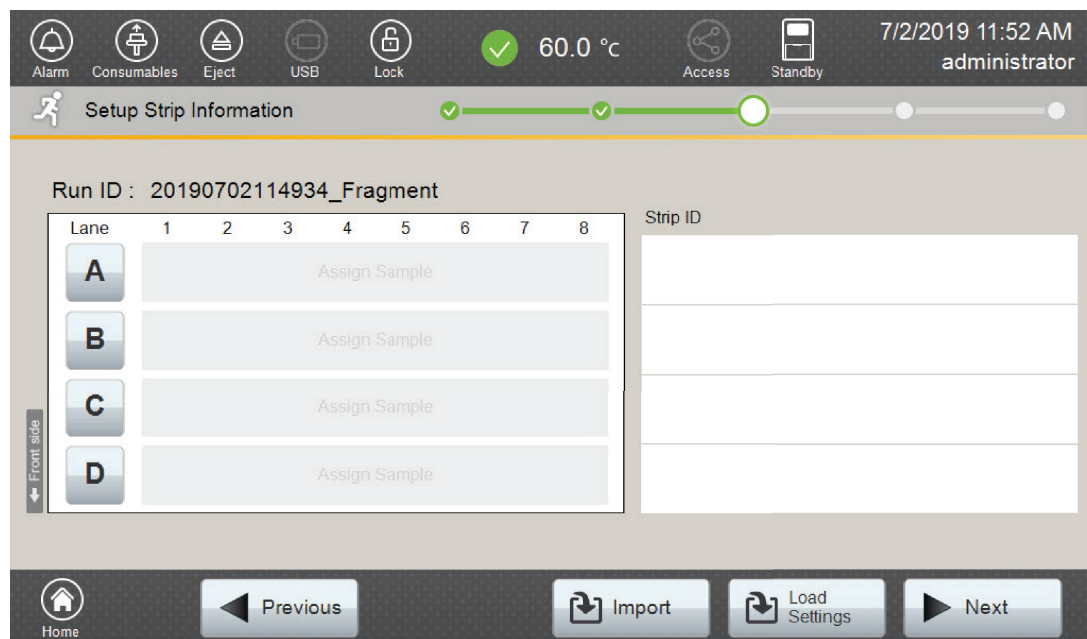 7/2/2019 11:52 AM
60.0 °c
administrator
Alarm Consumables Eject USB Lock Access Standby
Setup Strip Information
Run ID : 20190702114934_Fragment
Strip ID
Lane 1 2 3 4 5 6 7 8
A Assign Sample
B Assign Sample
C Assign Sample
D Assign Sample
Front side
Previous Import Load Settings Next
Home